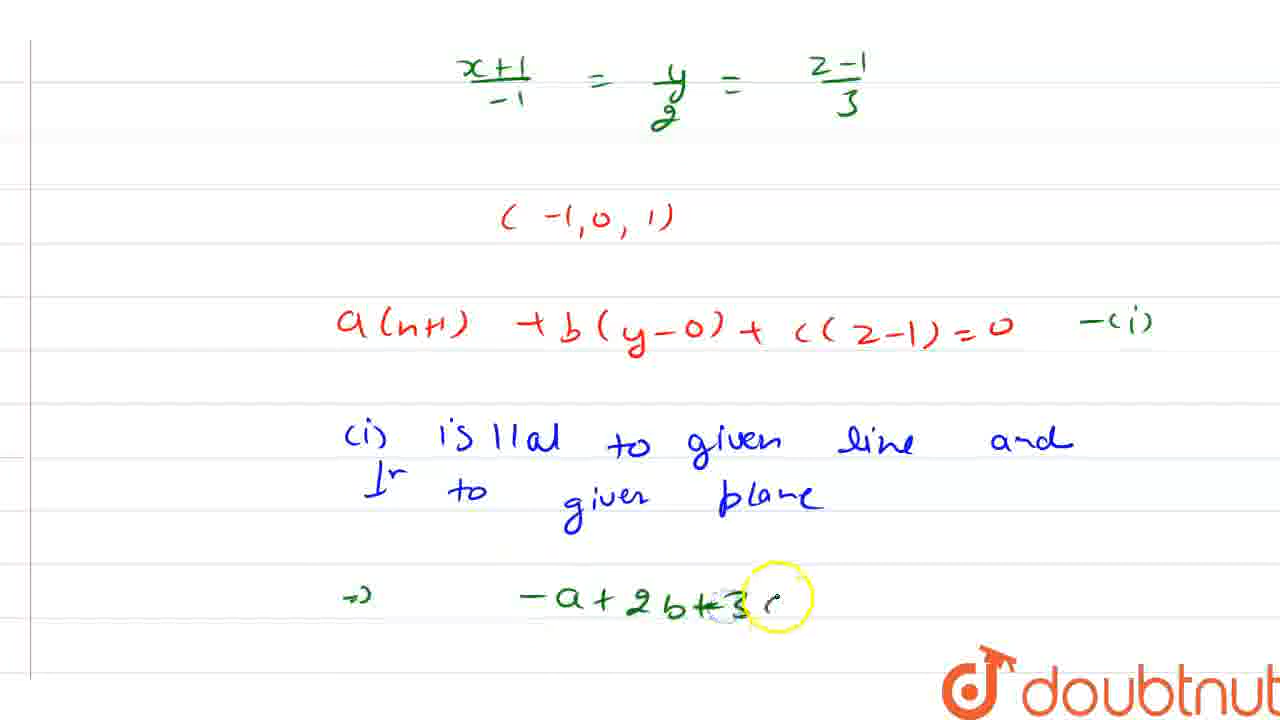 x+1/-1 = y/2 = z-1/3
(-1, 0, 1)
a(n+1) + b(y-0) + c(z-1) = 0 -(i)
(i) is ||al to given line and
⊥r to given plane
⇒ -a + 2b + 3c
doubtnut